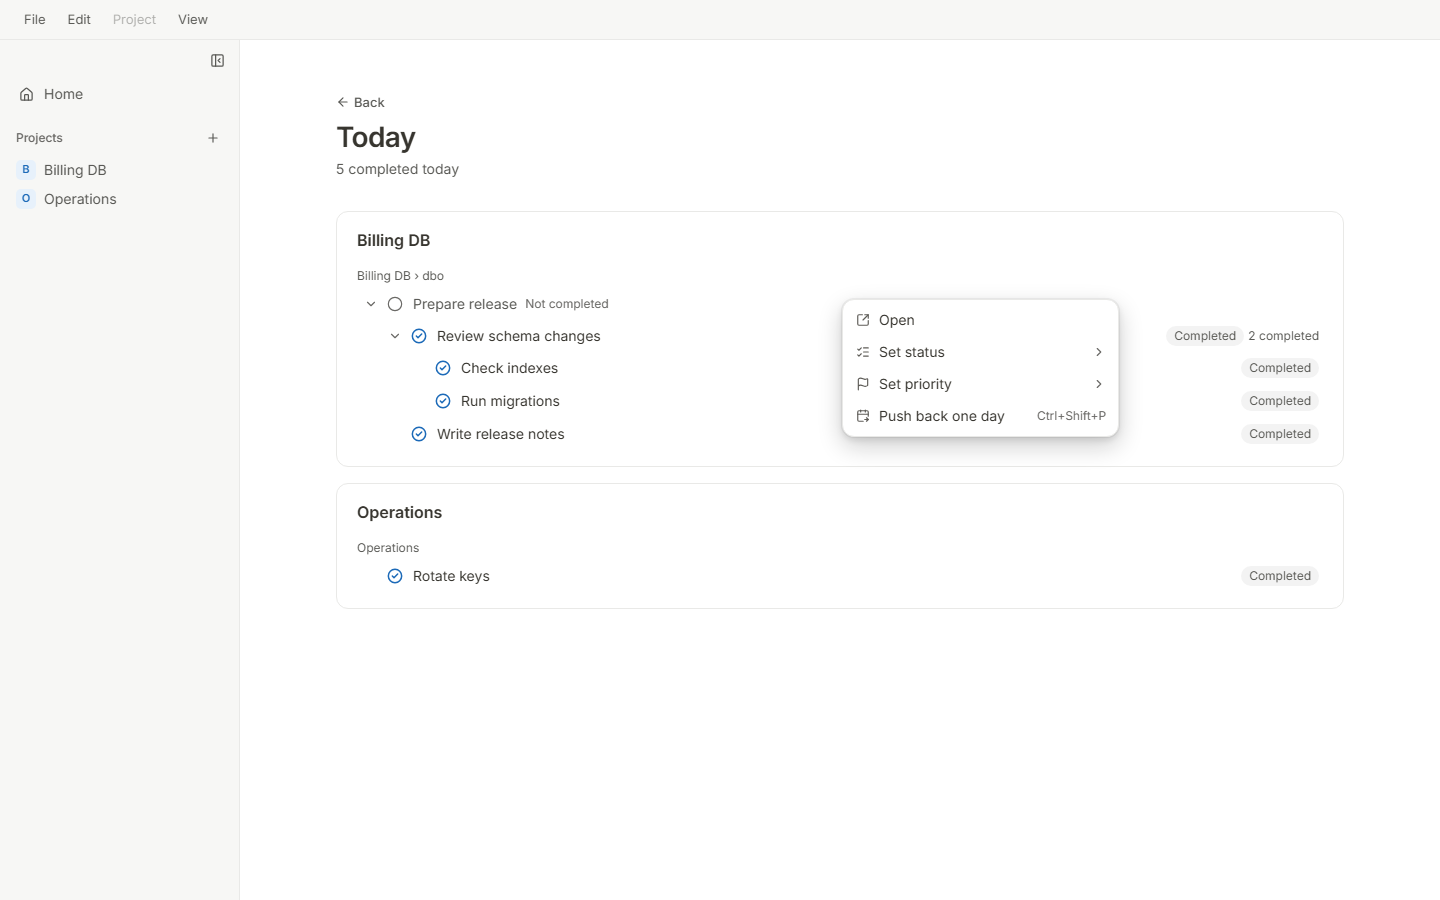 File Edit Project View
Home
Projects
B Billing DB
O Operations
Back
Today
5 completed today
Billing DB
Billing DB › dbo
Prepare release Not completed
Review schema changes Completed 2 completed
Check indexes Completed
Run migrations Completed
Write release notes Completed
Open
Set status
Set priority
Push back one day Ctrl+Shift+P
Operations
Operations
Rotate keys Completed